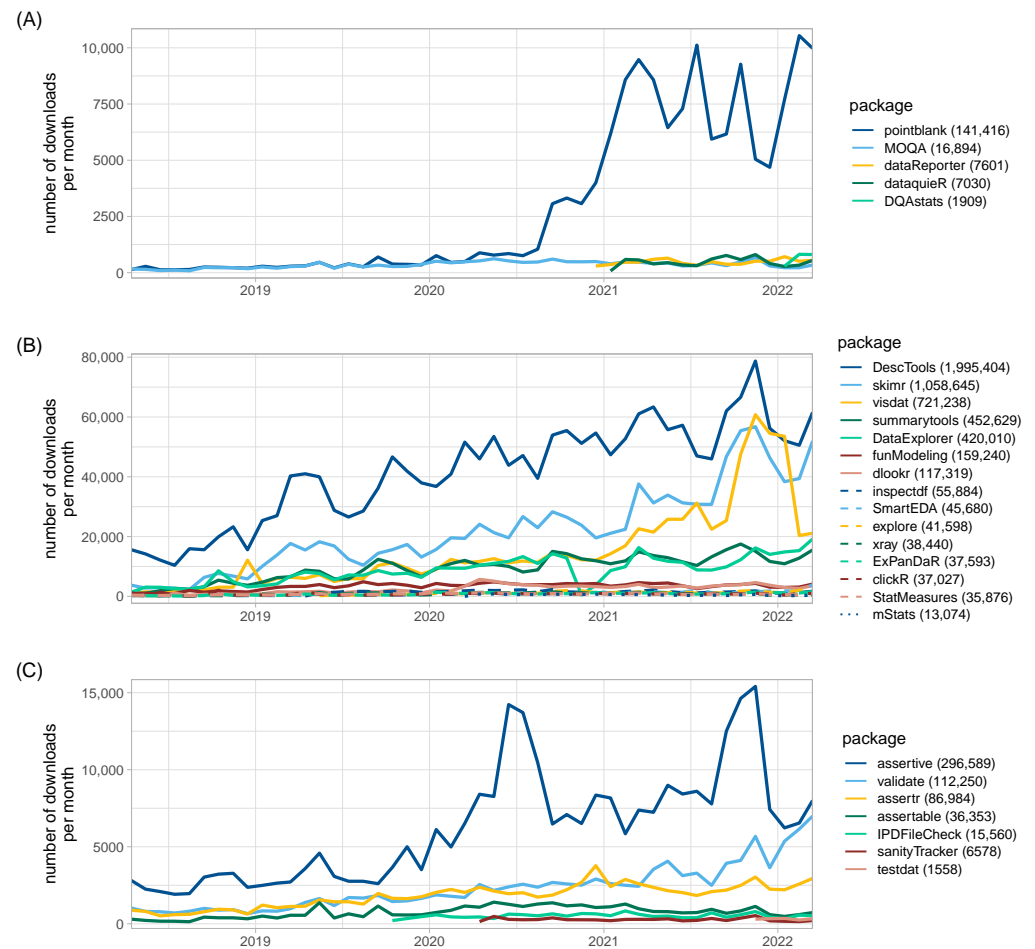 (A)
number of downloads
per month
10,000
7500
5000
2500
0
2019
2020
2021
2022
package
pointblank (141,416)
MOQA (16,894)
dataReporter (7601)
dataquieR (7030)
DQAstats (1909)
(B)
number of downloads
per month
80,000
60,000
40,000
20,000
0
2019
2020
2021
2022
package
DescTools (1,995,404)
skimr (1,058,645)
visdat (721,238)
summarytools (452,629)
DataExplorer (420,010)
funModeling (159,240)
dlookr (117,319)
inspectdf (55,884)
SmartEDA (45,680)
explore (41,598)
xray (38,440)
ExPanDaR (37,593)
clickR (37,027)
StatMeasures (35,876)
mStats (13,074)
(C)
number of downloads
per month
15,000
10,000
5000
0
2019
2020
2021
2022
package
assertive (296,589)
validate (112,250)
assertr (86,984)
assertable (36,353)
IPDFileCheck (15,560)
sanityTracker (6578)
testdat (1558)